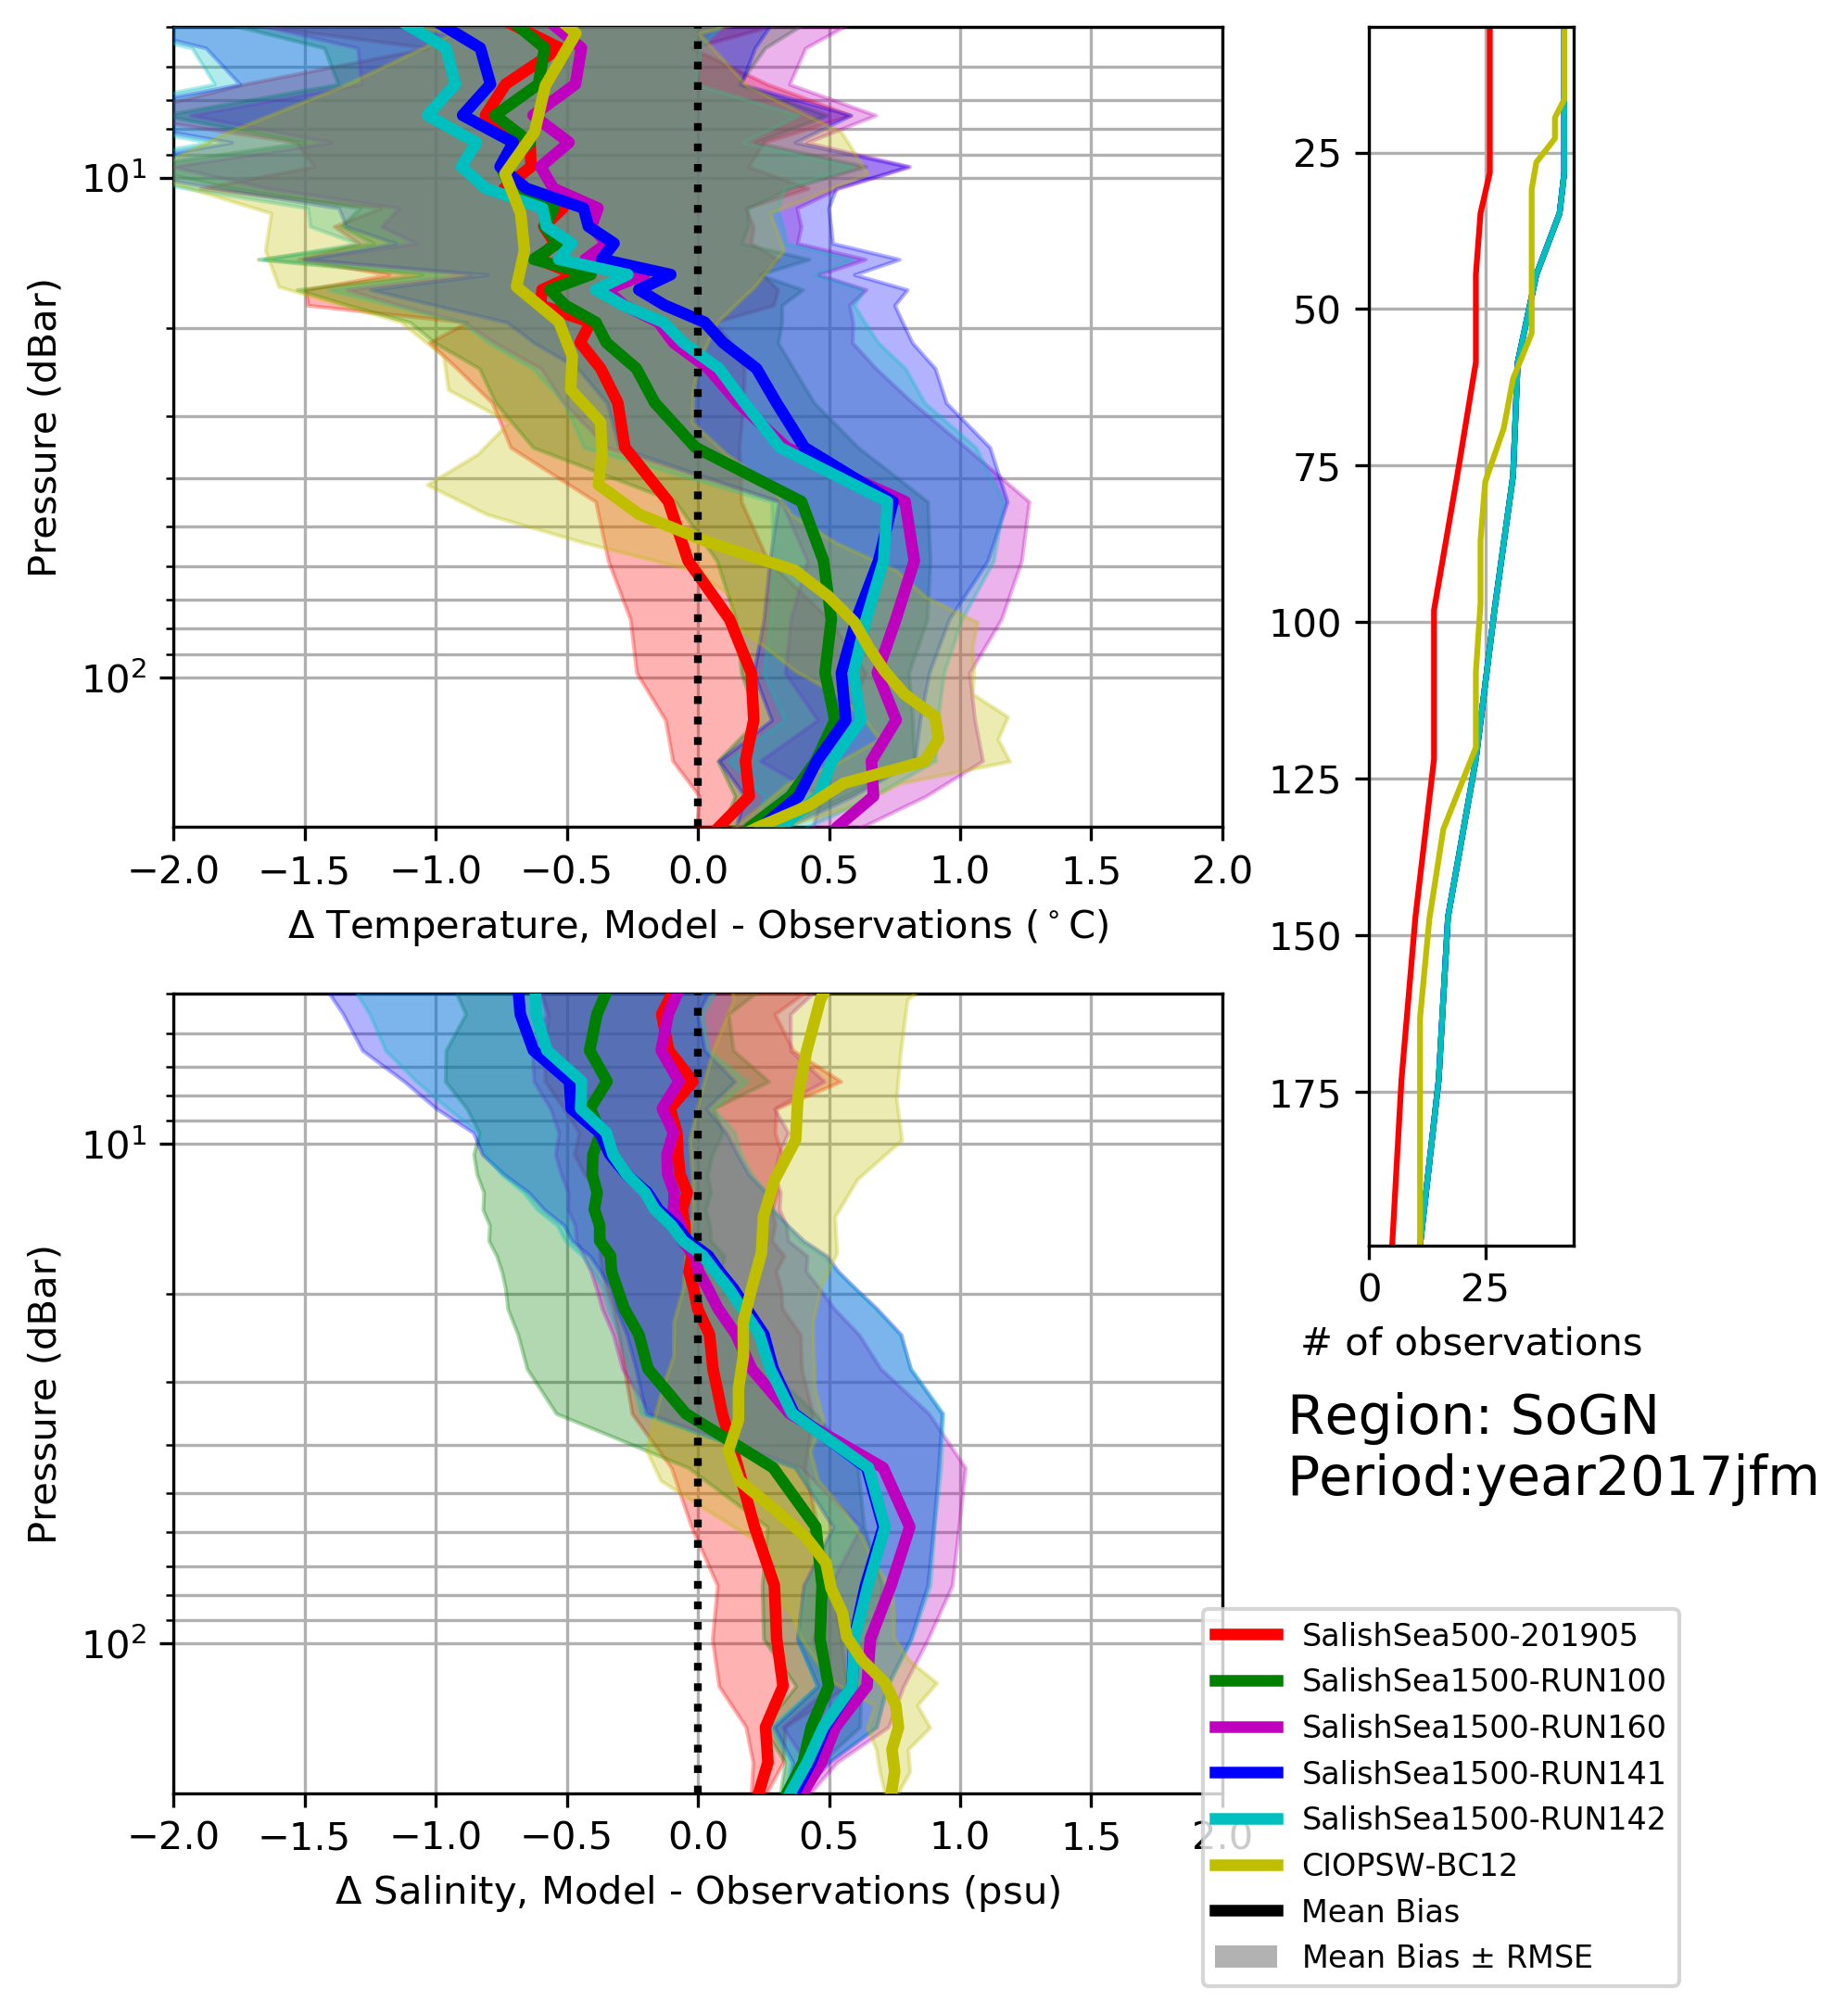 Pressure (dBar)
10¹
10²
−2.0 −1.5 −1.0 −0.5 0.0 0.5 1.0 1.5 2.0
Δ Temperature, Model - Observations (°C)
Pressure (dBar)
10¹
10²
−2.0 −1.5 −1.0 −0.5 0.0 0.5 1.0 1.5 2.0
Δ Salinity, Model - Observations (psu)
25
50
75
100
125
150
175
0 25
# of observations
Region: SoGN
Period:year2017jfm
SalishSea500-201905
SalishSea1500-RUN100
SalishSea1500-RUN160
SalishSea1500-RUN141
SalishSea1500-RUN142
CIOPSW-BC12
Mean Bias
Mean Bias ± RMSE